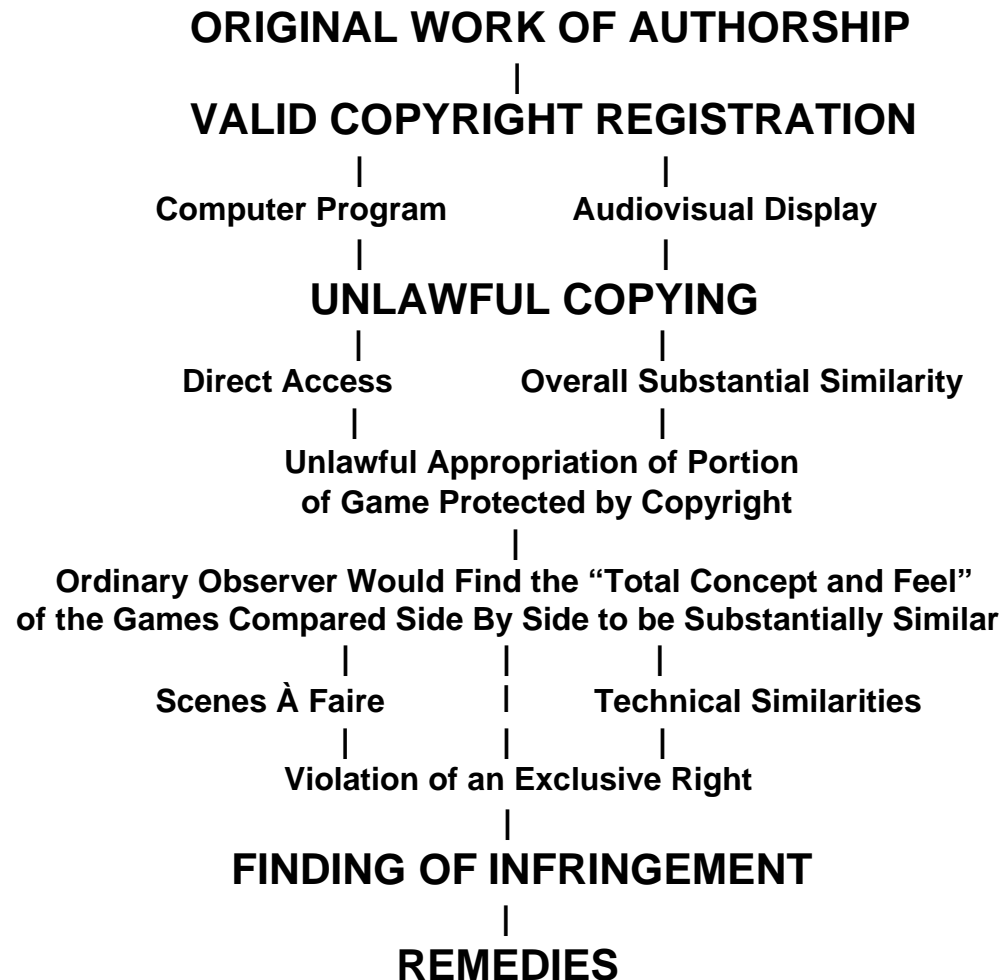 ORIGINAL WORK OF AUTHORSHIP
|
VALID COPYRIGHT REGISTRATION
| |
Computer Program Audiovisual Display
| |
UNLAWFUL COPYING
| |
Direct Access Overall Substantial Similarity
| |
Unlawful Appropriation of Portion
of Game Protected by Copyright
|
Ordinary Observer Would Find the “Total Concept and Feel”
of the Games Compared Side By Side to be Substantially Similar
| | |
Scenes À Faire | Technical Similarities
| | |
Violation of an Exclusive Right
|
FINDING OF INFRINGEMENT
|
REMEDIES